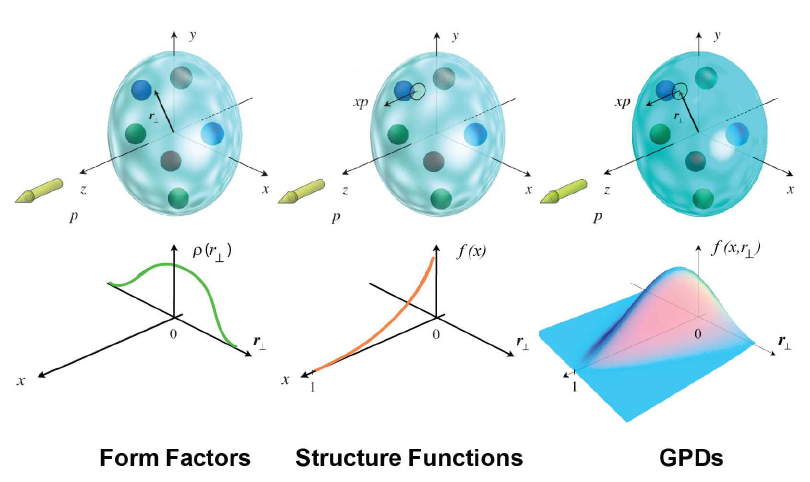 y
r⊥
z
x
p
y
xp
z
x
p
y
xp
r⊥
z
x
p
ρ(r⊥)
0
r⊥
x
f(x)
0
r⊥
x
1
f(x,r⊥)
0
r⊥
1
Form Factors
Structure Functions
GPDs